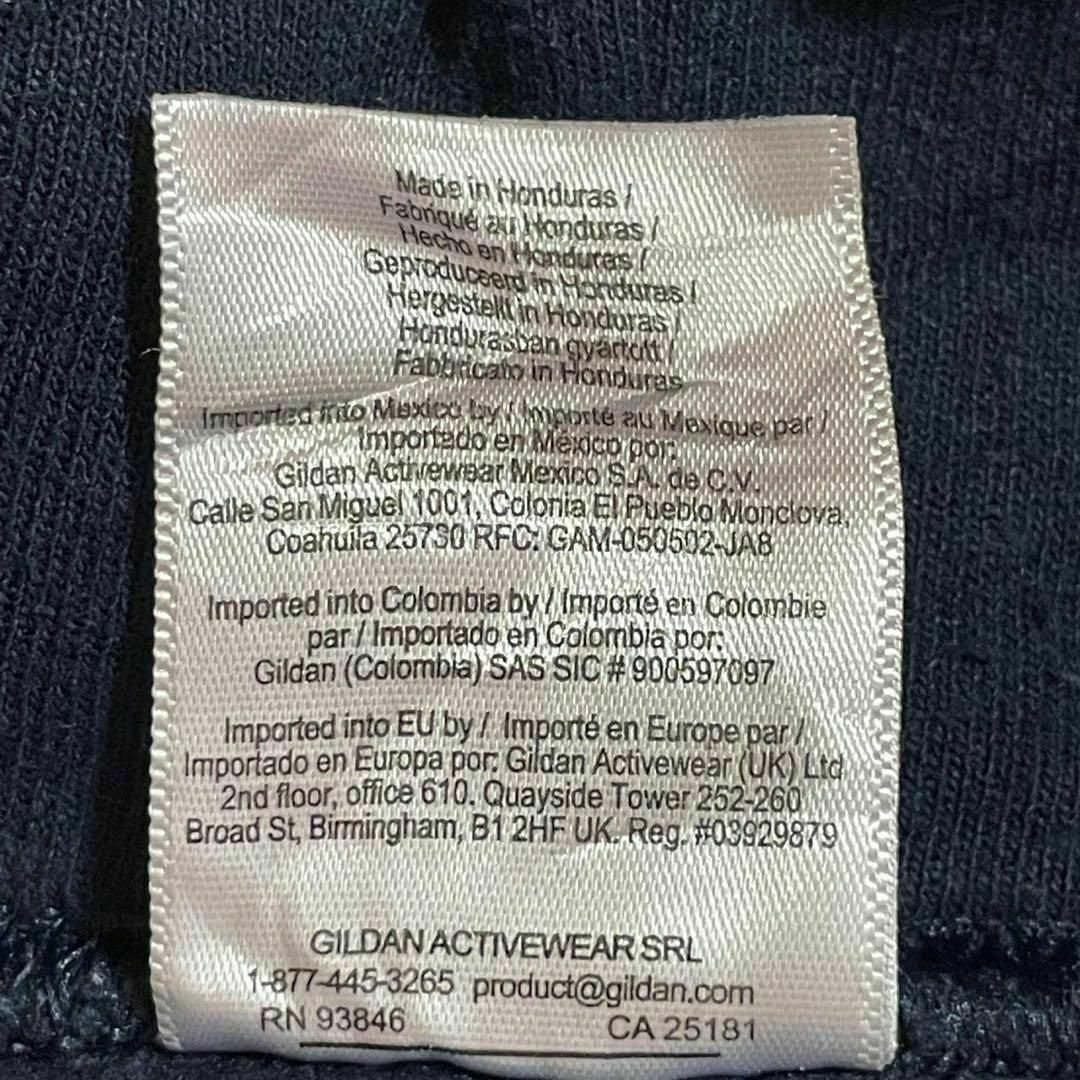 Made in Honduras /
Fabriqué au Honduras /
Hecho en Honduras /
Geproduceerd in Honduras /
Hergestellt in Honduras /
Hondurasban gyártott /
Fabbricato in Honduras
Imported into Mexico by / Importé au Mexique par /
Importado en México por:
Gildan Activewear Mexico S.A. de C.V.
Calle San Miguel 1001, Colonia El Pueblo Monclova,
Coahuila 25730 RFC: GAM-050502-JA8
Imported into Colombia by / Importé en Colombie
par / Importado en Colombia por:
Gildan (Colombia) SAS SIC # 900597097
Imported into EU by / Importé en Europe par /
Importado en Europa por: Gildan Activewear (UK) Ltd
2nd floor, office 610. Quayside Tower 252-260
Broad St, Birmingham, B1 2HF UK. Reg. #03929879
GILDAN ACTIVEWEAR SRL
1-877-445-3265 product@gildan.com
RN 93846 CA 25181